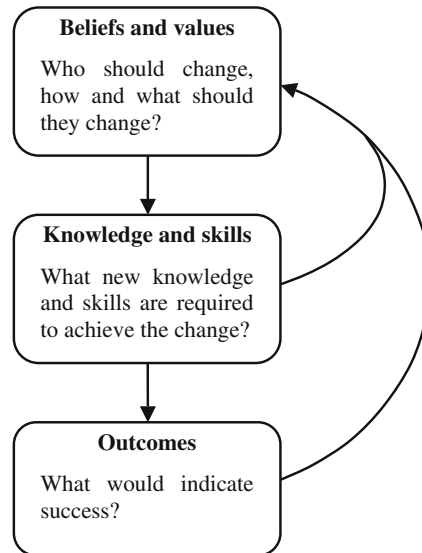 Beliefs and values
Who should change,
how and what should
they change?
Knowledge and skills
What new knowledge
and skills are required
to achieve the change?
Outcomes
What would indicate
success?